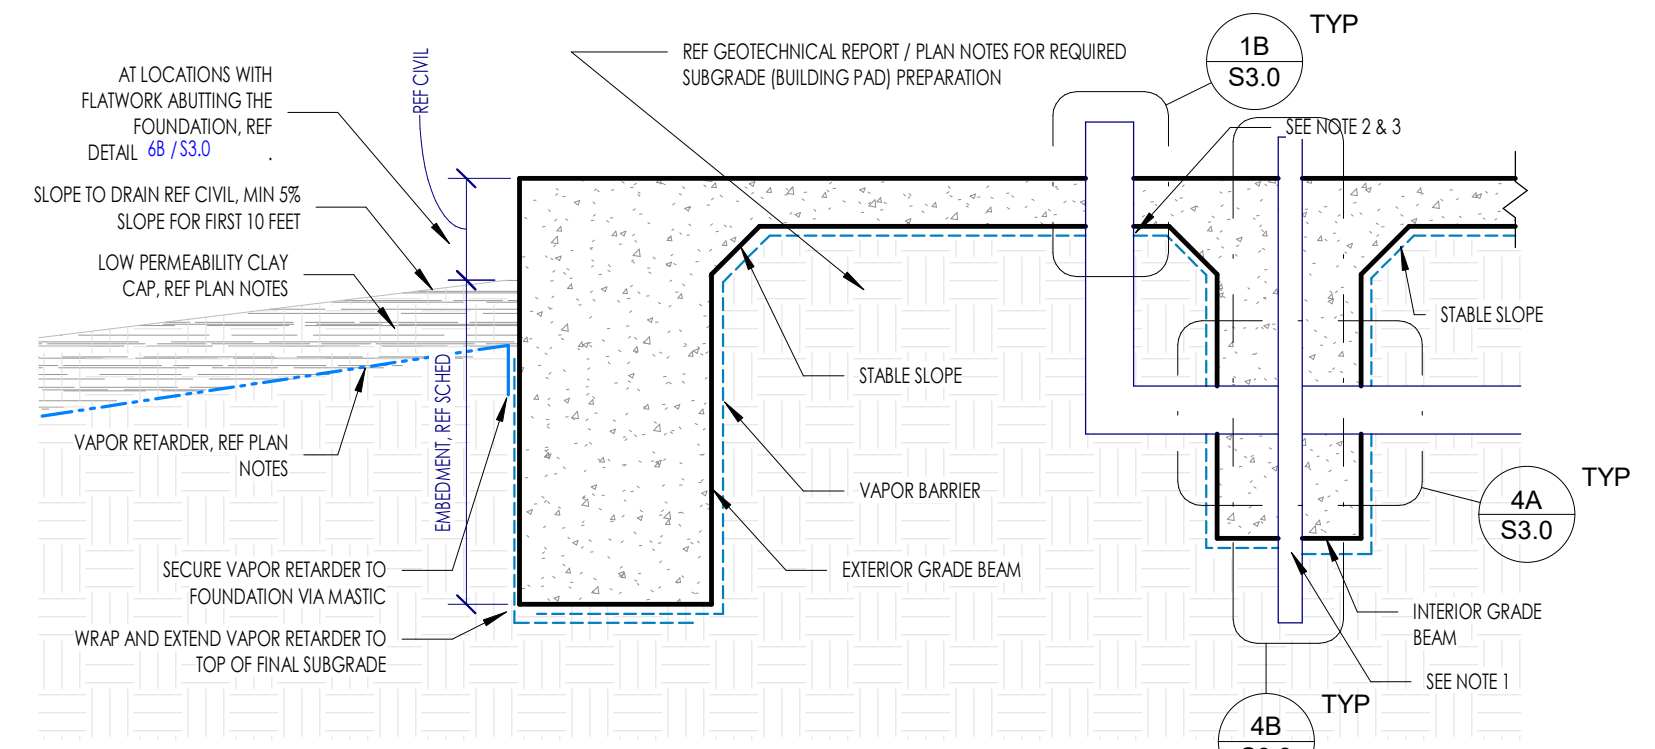 AT LOCATIONS WITH
FLATWORK ABUTTING THE
FOUNDATION, REF
DETAIL 6B / S3.0 .
SLOPE TO DRAIN REF CIVIL, MIN 5%
SLOPE FOR FIRST 10 FEET
LOW PERMEABILITY CLAY
CAP, REF PLAN NOTES
VAPOR RETARDER, REF PLAN
NOTES
SECURE VAPOR RETARDER TO
FOUNDATION VIA MASTIC
WRAP AND EXTEND VAPOR RETARDER TO
TOP OF FINAL SUBGRADE
REF CIVIL
EMBEDMENT, REF SCHED
REF GEOTECHNICAL REPORT / PLAN NOTES FOR REQUIRED
SUBGRADE (BUILDING PAD) PREPARATION
STABLE SLOPE
VAPOR BARRIER
EXTERIOR GRADE BEAM
1B
S3.0
TYP
SEE NOTE 2 & 3
STABLE SLOPE
4A
S3.0
TYP
INTERIOR GRADE
BEAM
SEE NOTE 1
4B
TYP